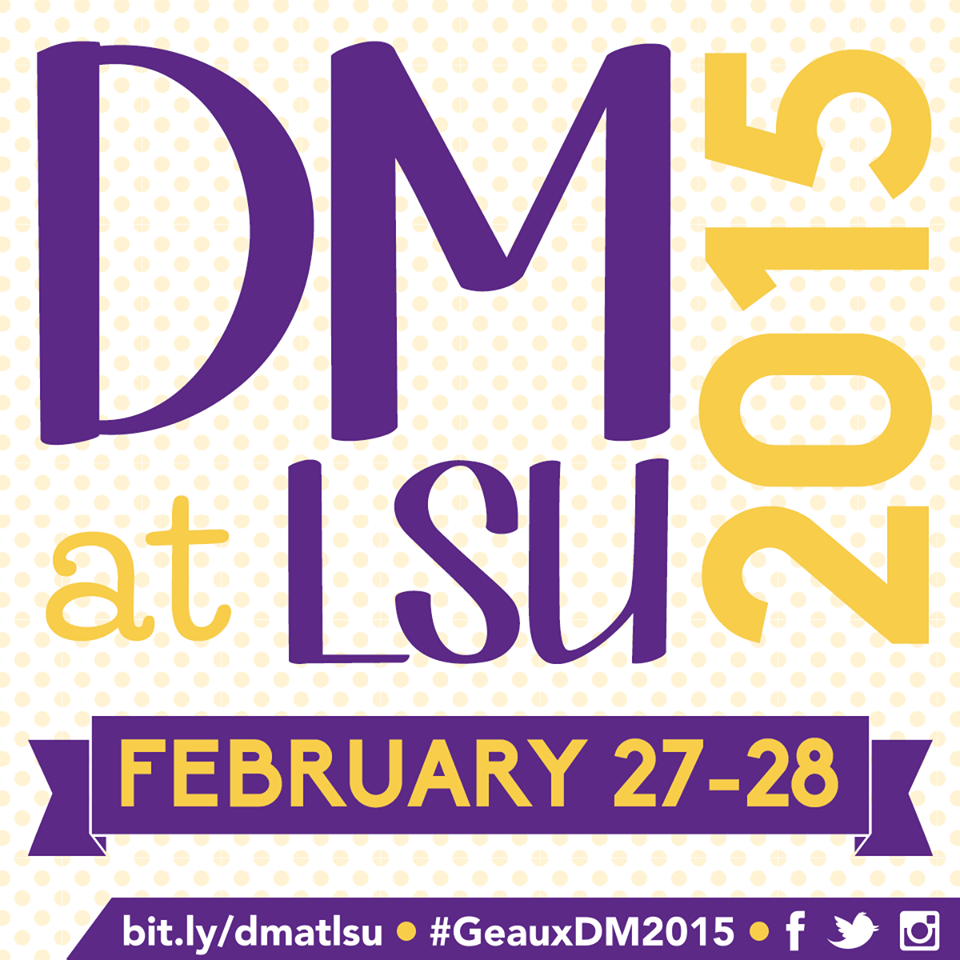 DM
2015
at LSU
FEBRUARY 27-28
bit.ly/dmatlsu • #GeauxDM2015 •